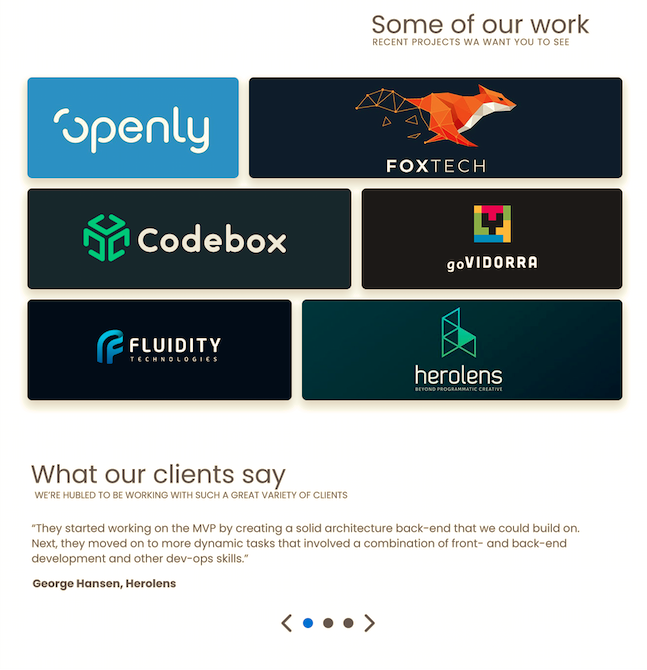 Some of our work
RECENT PROJECTS WA WANT YOU TO SEE
openly
FOXTECH
Codebox
goVIDORRA
FLUIDITY
TECHNOLOGIES
herolens
BEYOND PROGRAMMATIC CREATIVE
What our clients say
WE'RE HUBLED TO BE WORKING WITH SUCH A GREAT VARIETY OF CLIENTS
“They started working on the MVP by creating a solid architecture back-end that we could build on.
Next, they moved on to more dynamic tasks that involved a combination of front- and back-end
development and other dev-ops skills.”
George Hansen, Herolens